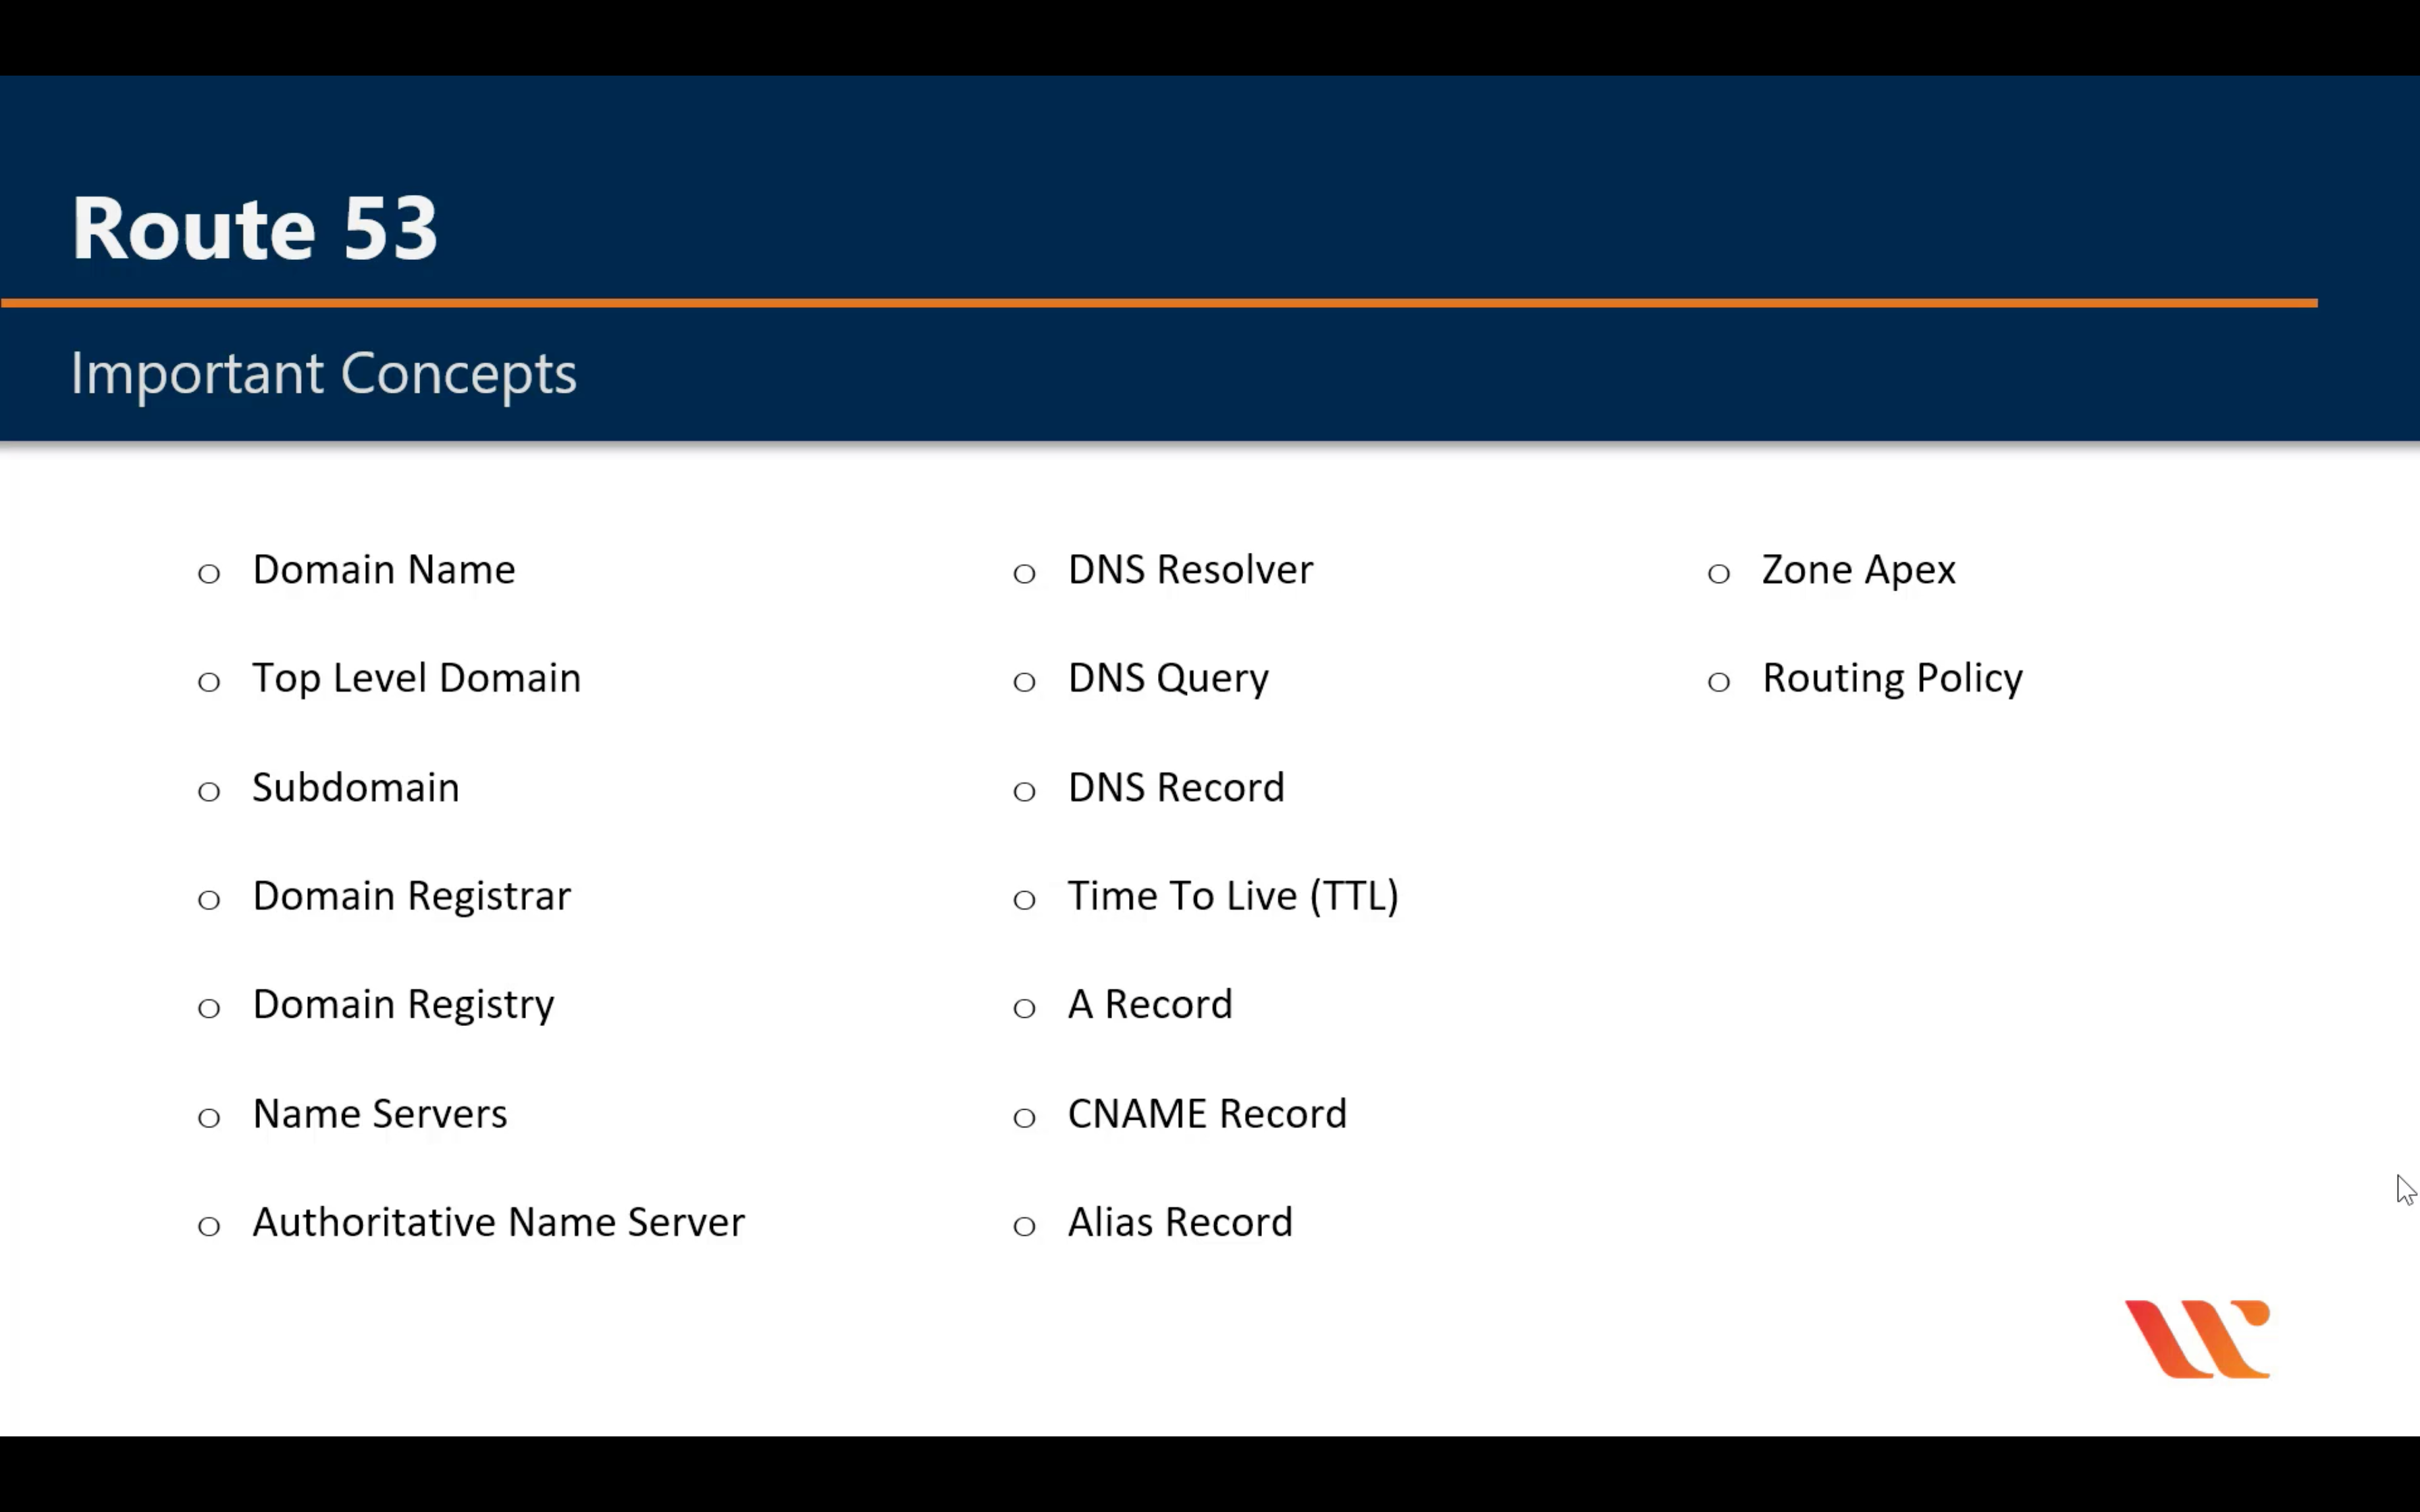 Route 53
Important Concepts
Domain Name
Top Level Domain
Subdomain
Domain Registrar
Domain Registry
Name Servers
Authoritative Name Server
DNS Resolver
DNS Query
DNS Record
Time To Live (TTL)
A Record
CNAME Record
Alias Record
Zone Apex
Routing Policy